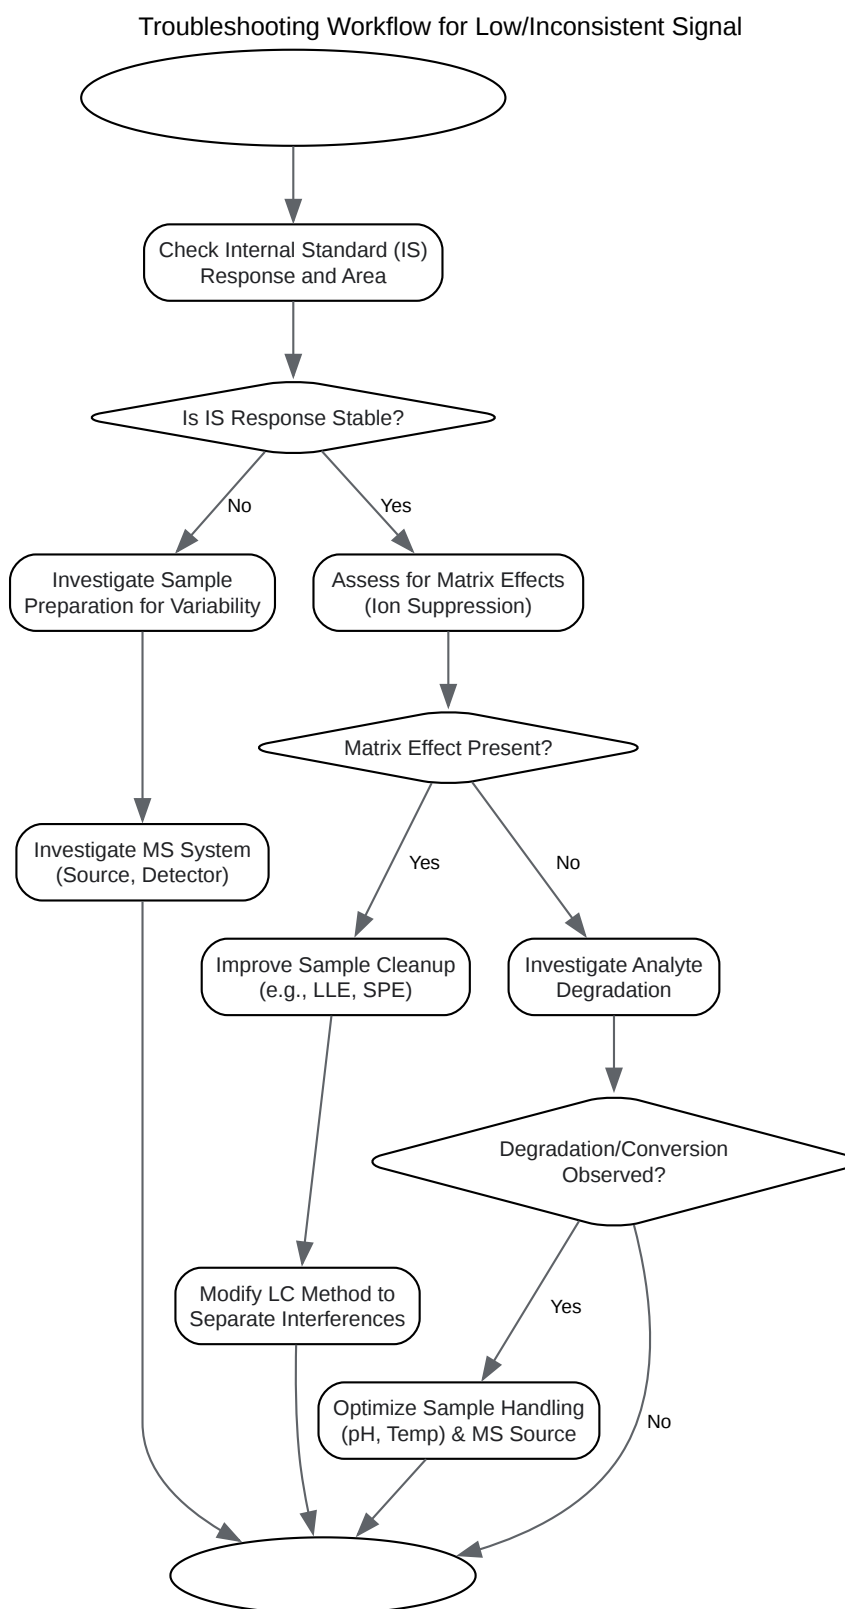 Troubleshooting Workflow for Low/Inconsistent Signal
Check Internal Standard (IS)
Response and Area
Is IS Response Stable?
No
Yes
Investigate Sample
Preparation for Variability
Assess for Matrix Effects
(Ion Suppression)
Matrix Effect Present?
Investigate MS System
(Source, Detector)
Yes
No
Improve Sample Cleanup
(e.g., LLE, SPE)
Investigate Analyte
Degradation
Degradation/Conversion
Observed?
Modify LC Method to
Separate Interferences
Yes
Optimize Sample Handling
(pH, Temp) & MS Source
No